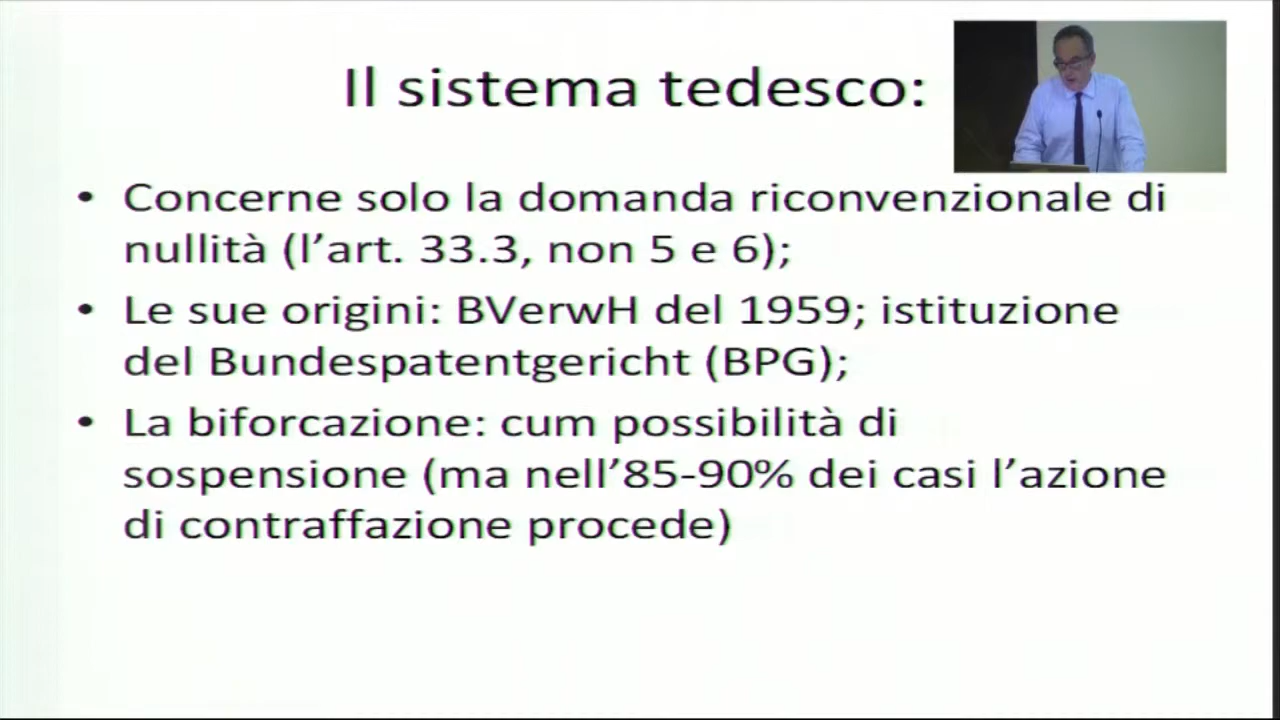 Il sistema tedesco:
• Concerne solo la domanda riconvenzionale di
nullità (l’art. 33.3, non 5 e 6);
• Le sue origini: BVerwH del 1959; istituzione
del Bundespatentgericht (BPG);
• La biforcazione: cum possibilità di
sospensione (ma nell’85-90% dei casi l’azione
di contraffazione procede)